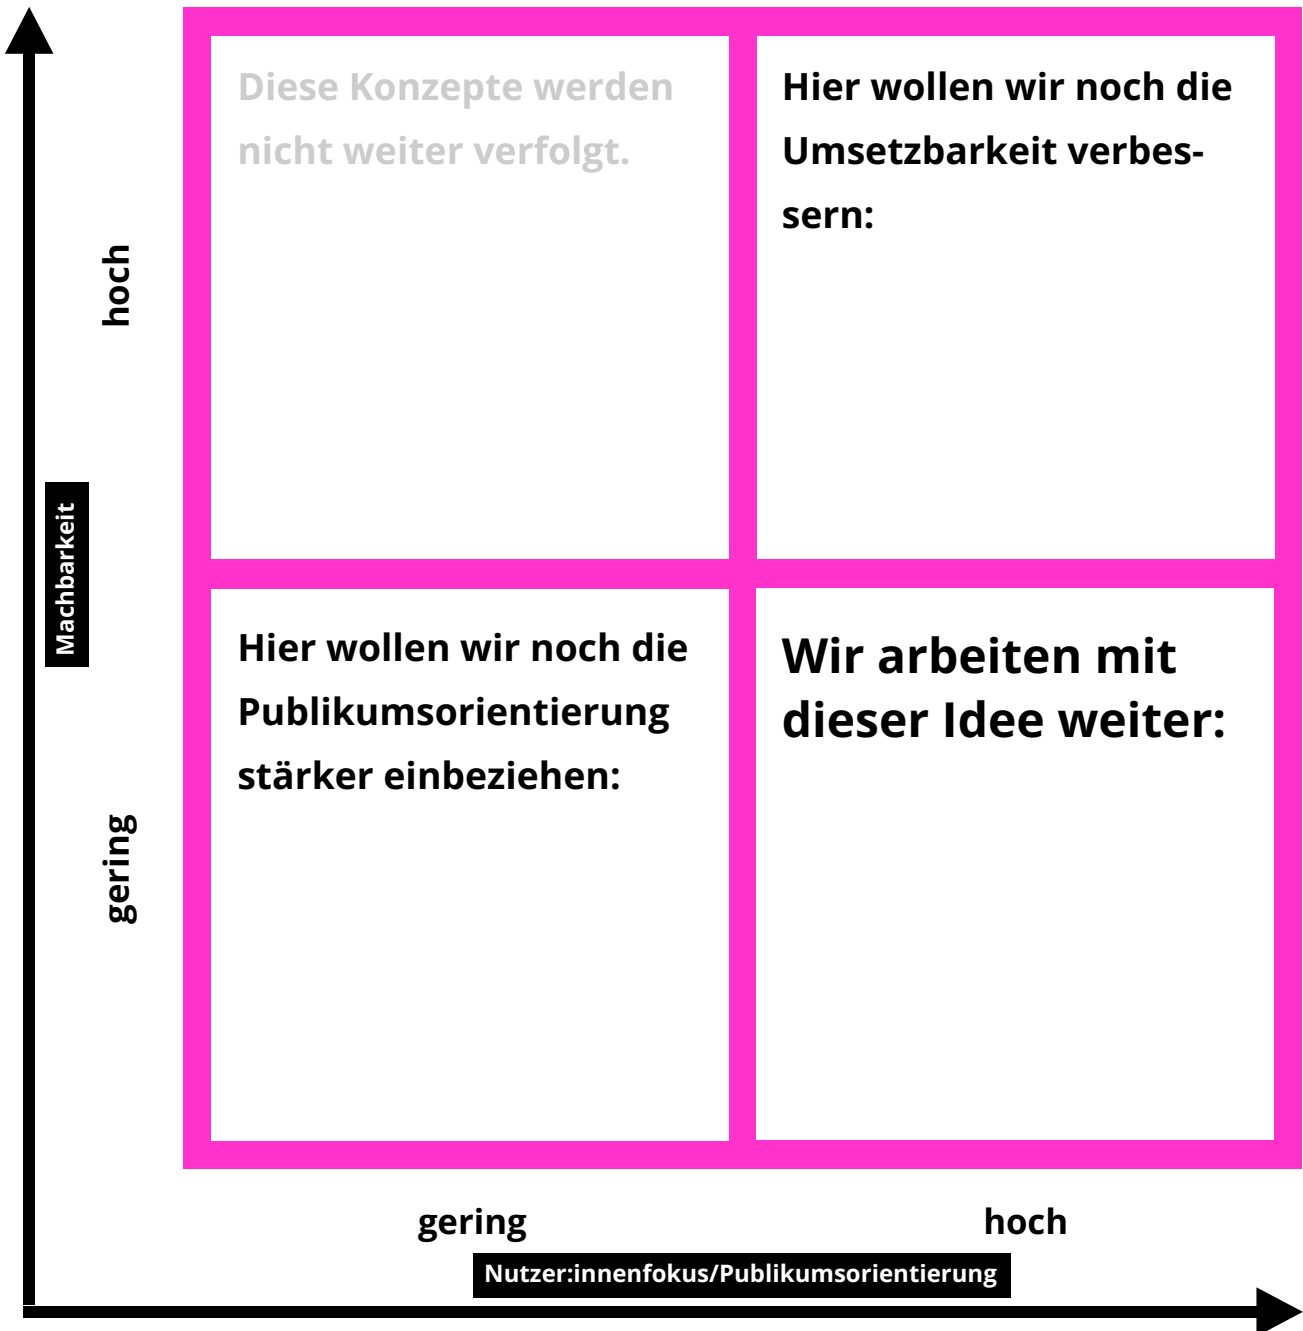 Diese Konzepte werden
nicht weiter verfolgt.
Hier wollen wir noch die
Umsetzbarkeit verbes-
sern:
hoch
Machbarkeit
gering
Hier wollen wir noch die
Publikumsorientierung
stärker einbeziehen:
Wir arbeiten mit
dieser Idee weiter:
gering
hoch
Nutzer:innenfokus/Publikumsorientierung